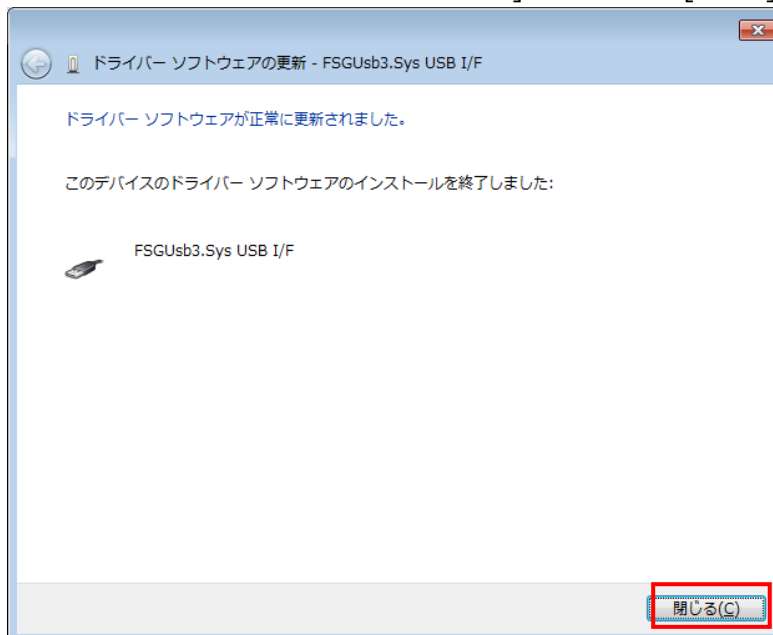 ドライバー ソフトウェアの更新 - FSGUsb3.Sys USB I/F
ドライバー ソフトウェアが正常に更新されました。
このデバイスのドライバー ソフトウェアのインストールを終了しました:
FSGUsb3.Sys USB I/F
閉じる(C)